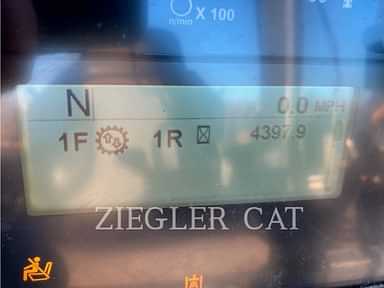 n/min X 100
N 0.0 MPH
1F 1R 4397.9
ZIEGLER CAT